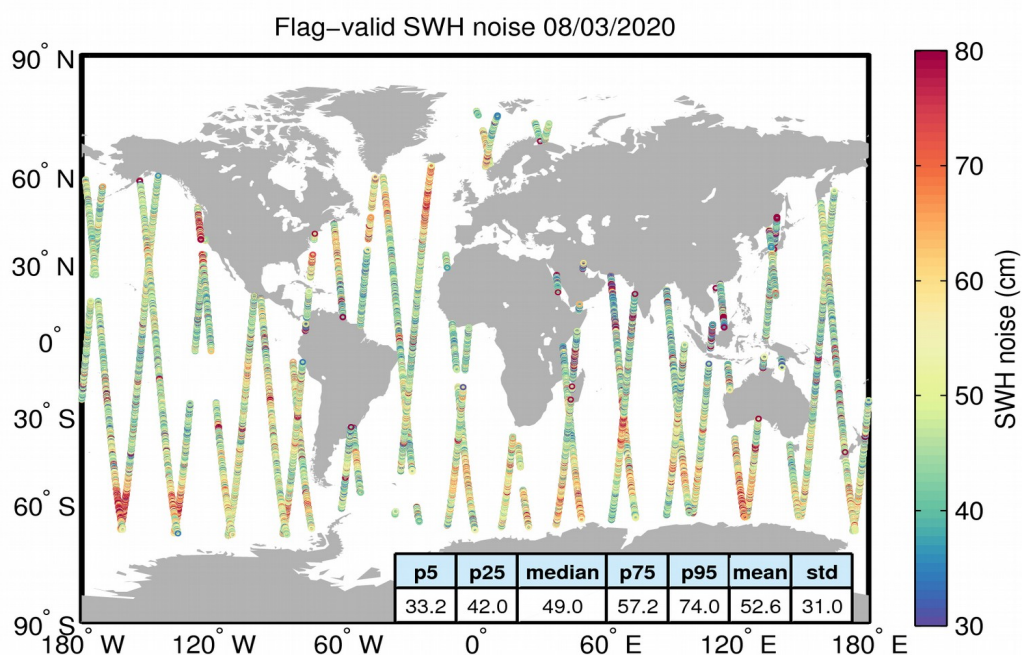 Flag−valid SWH noise 08/03/2020
90° N
60° N
30° N
0°
30° S
60° S
90° S
180° W
120° W
60° W
0°
60° E
120° E
180° E
p5 p25 median p75 p95 mean std
33.2 42.0 49.0 57.2 74.0 52.6 31.0
80
70
60
50
40
30
SWH noise (cm)